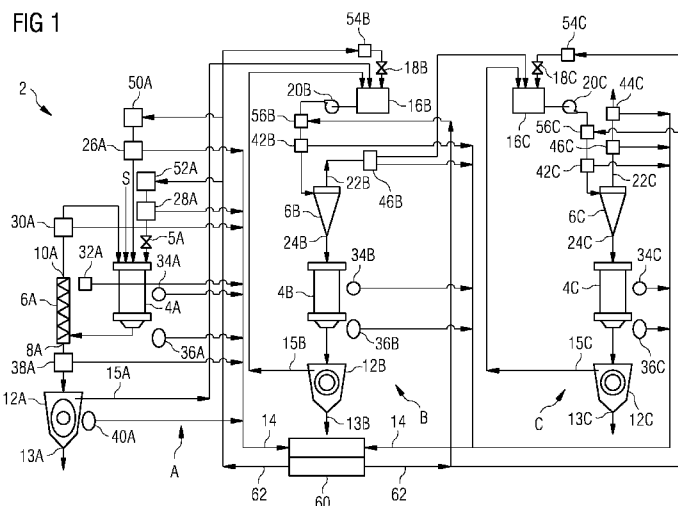 FIG 1
54B
54C
18B
18C
50A
20B
20C
44C
2
16B
16C
56B
56C
26A
42B
46C
52A
42C
S
22B
46B
22C
28A
6B
6C
30A
5A
24B
24C
10A
32A
34A
34B
34C
6A
4A
4B
4C
8A
36A
36B
36C
38A
15A
15B
15C
12A
12B
12C
40A
B
C
13B
13C
14
14
13A
A
62
60
62